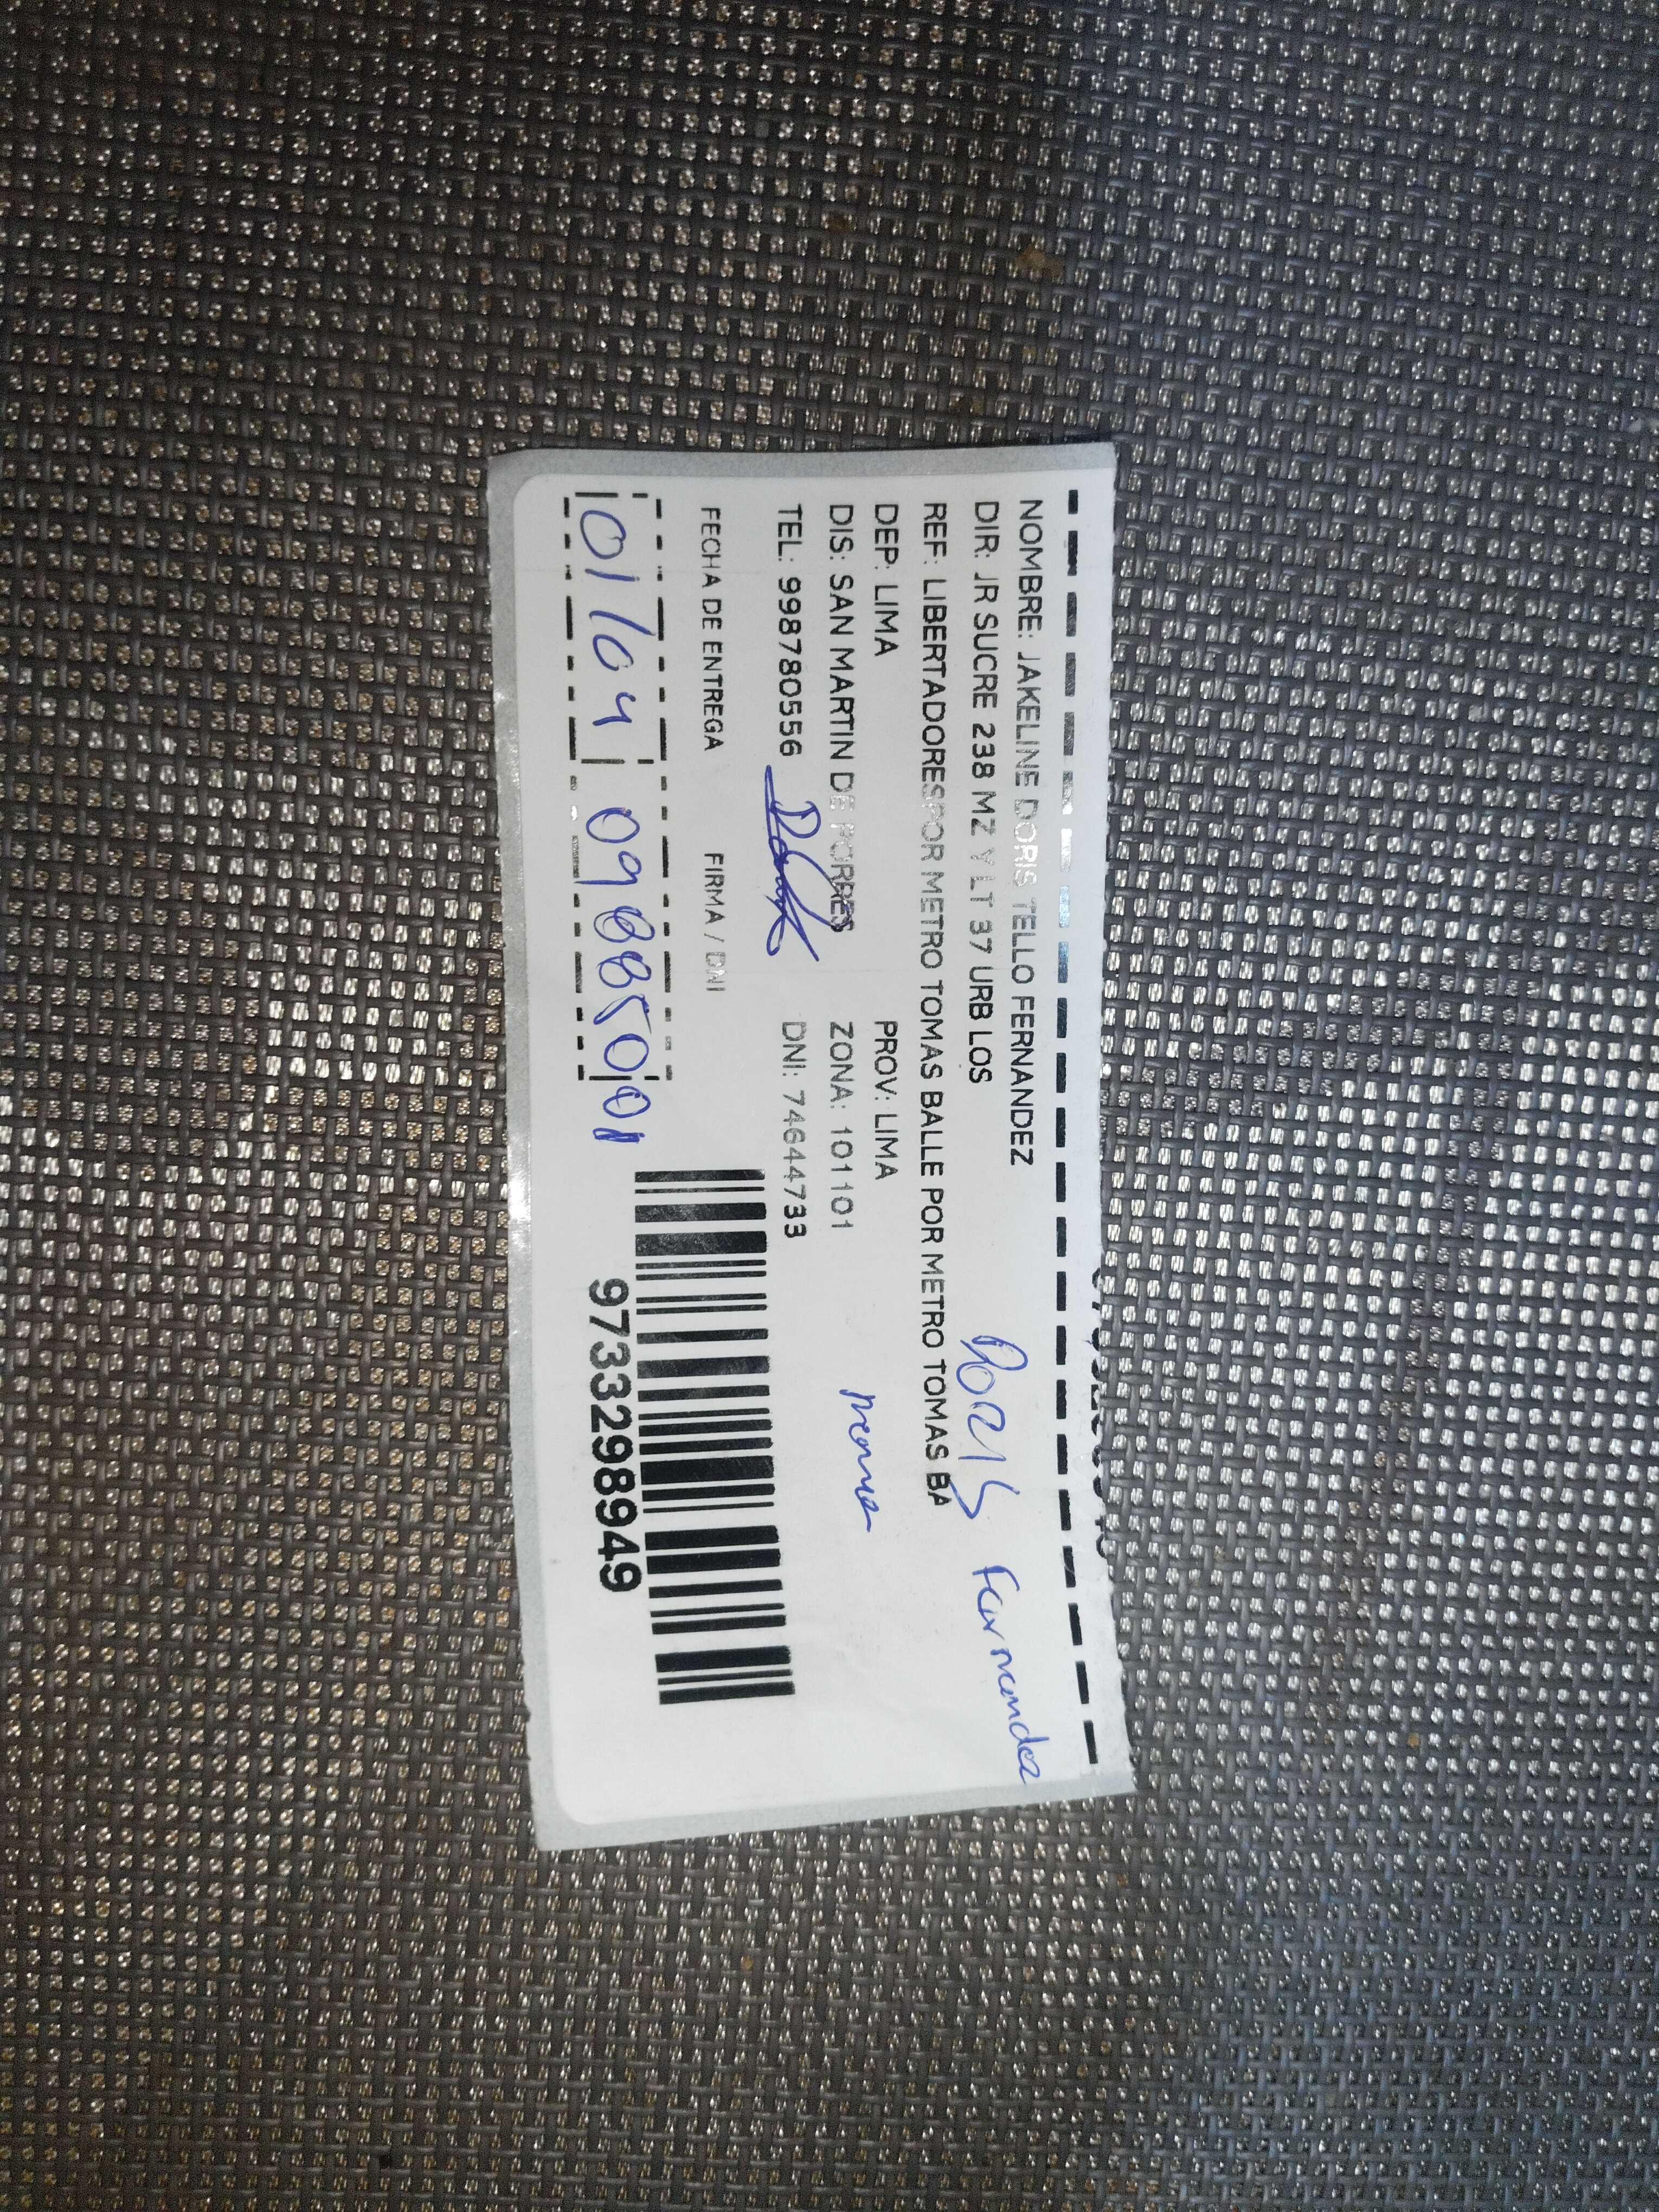 NOMBRE: JAKELINE DORIS TELLO FERNANDEZ
DIR: JR SUCRE 238 MZ Y LT 37 URB LOS
Doris Fernandez
REF: LIBERTADORESPOR METRO TOMAS BALLE POR METRO TOMAS BA
DEP: LIMA PROV: LIMA
DIS: SAN MARTIN DE PORRES ZONA: 101101
TEL: 998780556 DNI: 74644733
FECHA DE ENTREGA FIRMA / DNI
01/04 09885001
9733298949